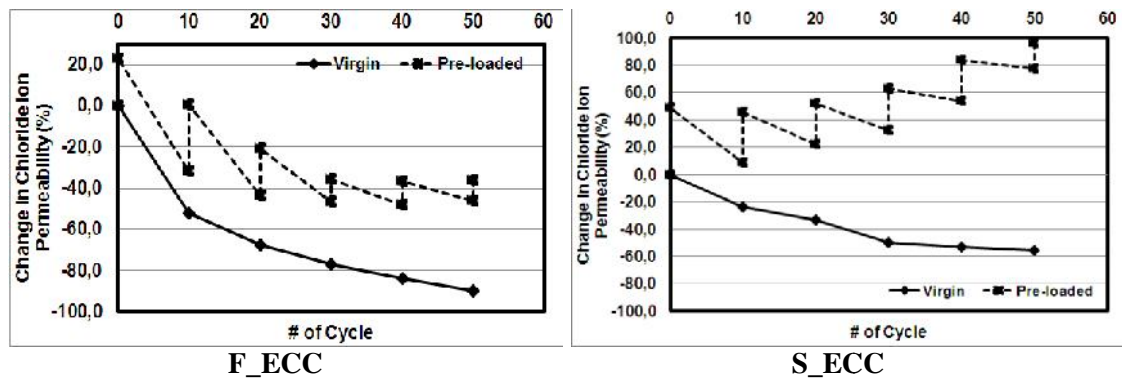 0 10 20 30 40 50 60
20,0
0,0
-20,0
-40,0
-60,0
-80,0
-100,0
Change In Chloride Ion
Permeability (%)
Virgin Pre-loaded
# of Cycle
F_ECC
0 10 20 30 40 50 60
100,0
80,0
60,0
40,0
20,0
0,0
-20,0
-40,0
-60,0
-80,0
-100,0
Change In Chloride Ion
Permeability (%)
Virgin Pre-loaded
# of Cycle
S_ECC